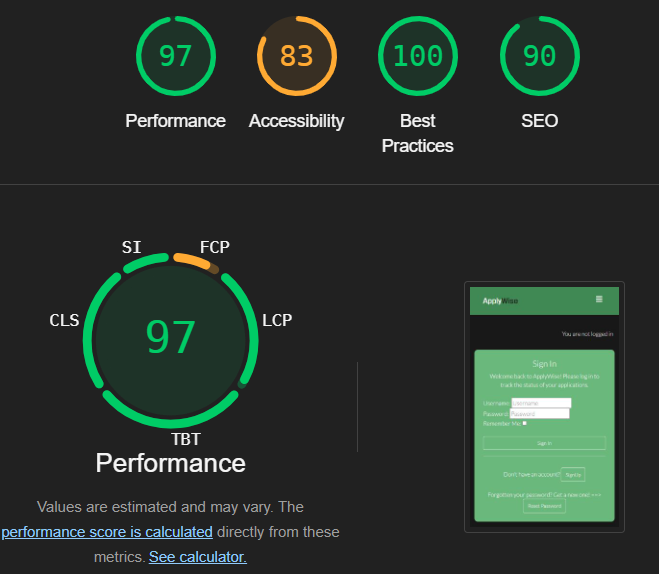 97
83
100
90
Performance
Accessibility
Best
Practices
SEO
SI
FCP
CLS
LCP
97
TBT
Performance
Values are estimated and may vary. The
performance score is calculated directly from these
metrics. See calculator.
ApplyWise
You are not logged in
Sign In
Welcome back to ApplyWise! Please log in to
track the status of your applications.
Username:
Password: Password
Remember Me:
Sign In
Don't have an account? SignUp
Forgotten your password? Get a new one! >>>
Reset Password